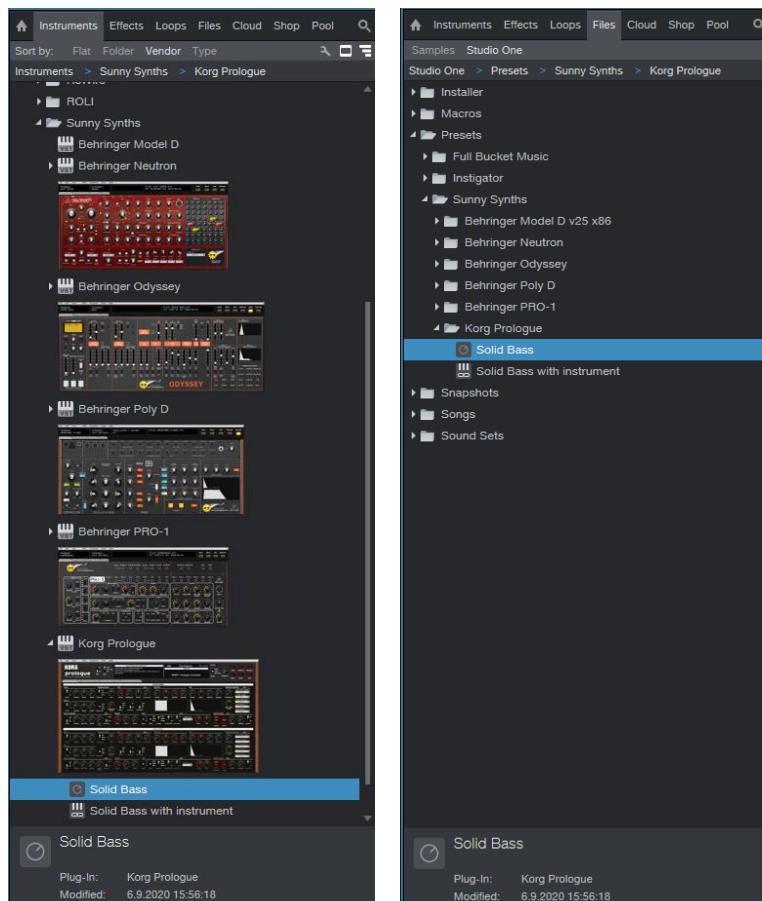 Instruments Effects Loops Files Cloud Shop Pool
Sort by: Flat Folder Vendor Type
Instruments > Sunny Synths > Korg Prologue
ROLI
Sunny Synths
Behringer Model D
Behringer Neutron
Behringer Odyssey
ODYSSEY
Behringer Poly D
Behringer PRO-1
PRO-1
Korg Prologue
KORG
prologue
Solid Bass
Solid Bass with instrument
Solid Bass
Plug-In: Korg Prologue
Modified: 6.9.2020 15:56:18
Instruments Effects Loops Files Cloud Shop Pool
Samples Studio One
Studio One > Presets > Sunny Synths > Korg Prologue
Installer
Macros
Presets
Full Bucket Music
Instigator
Sunny Synths
Behringer Model D v25 x86
Behringer Neutron
Behringer Odyssey
Behringer Poly D
Behringer PRO-1
Korg Prologue
Solid Bass
Solid Bass with instrument
Snapshots
Songs
Sound Sets
Solid Bass
Plug-In: Korg Prologue
Modified: 6.9.2020 15:56:18